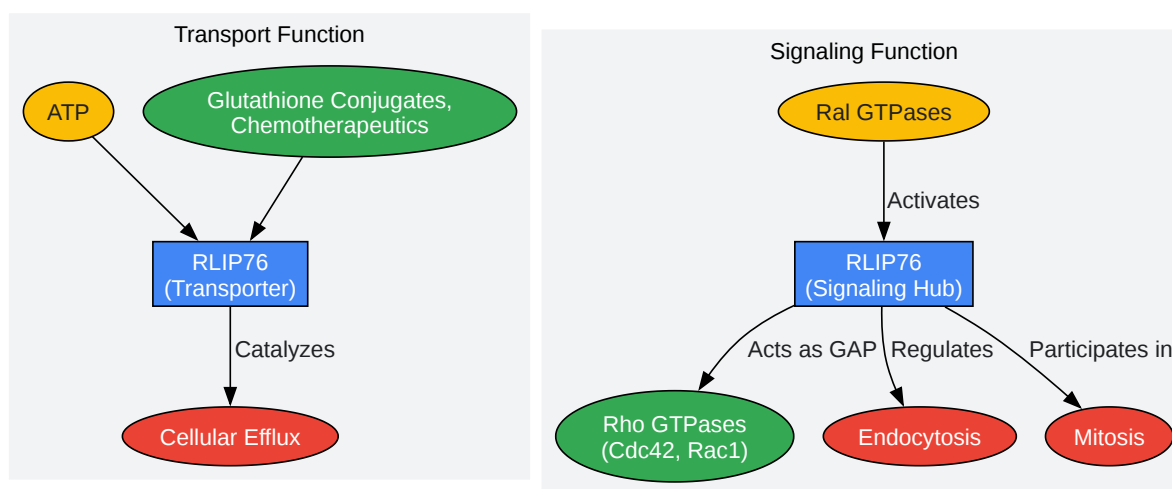 Transport Function
ATP
Glutathione Conjugates,
Chemotherapeutics
RLIP76
(Transporter)
Catalyzes
Cellular Efflux
Signaling Function
Ral GTPases
Activates
RLIP76
(Signaling Hub)
Acts as GAP
Regulates
Participates in
Rho GTPases
(Cdc42, Rac1)
Endocytosis
Mitosis